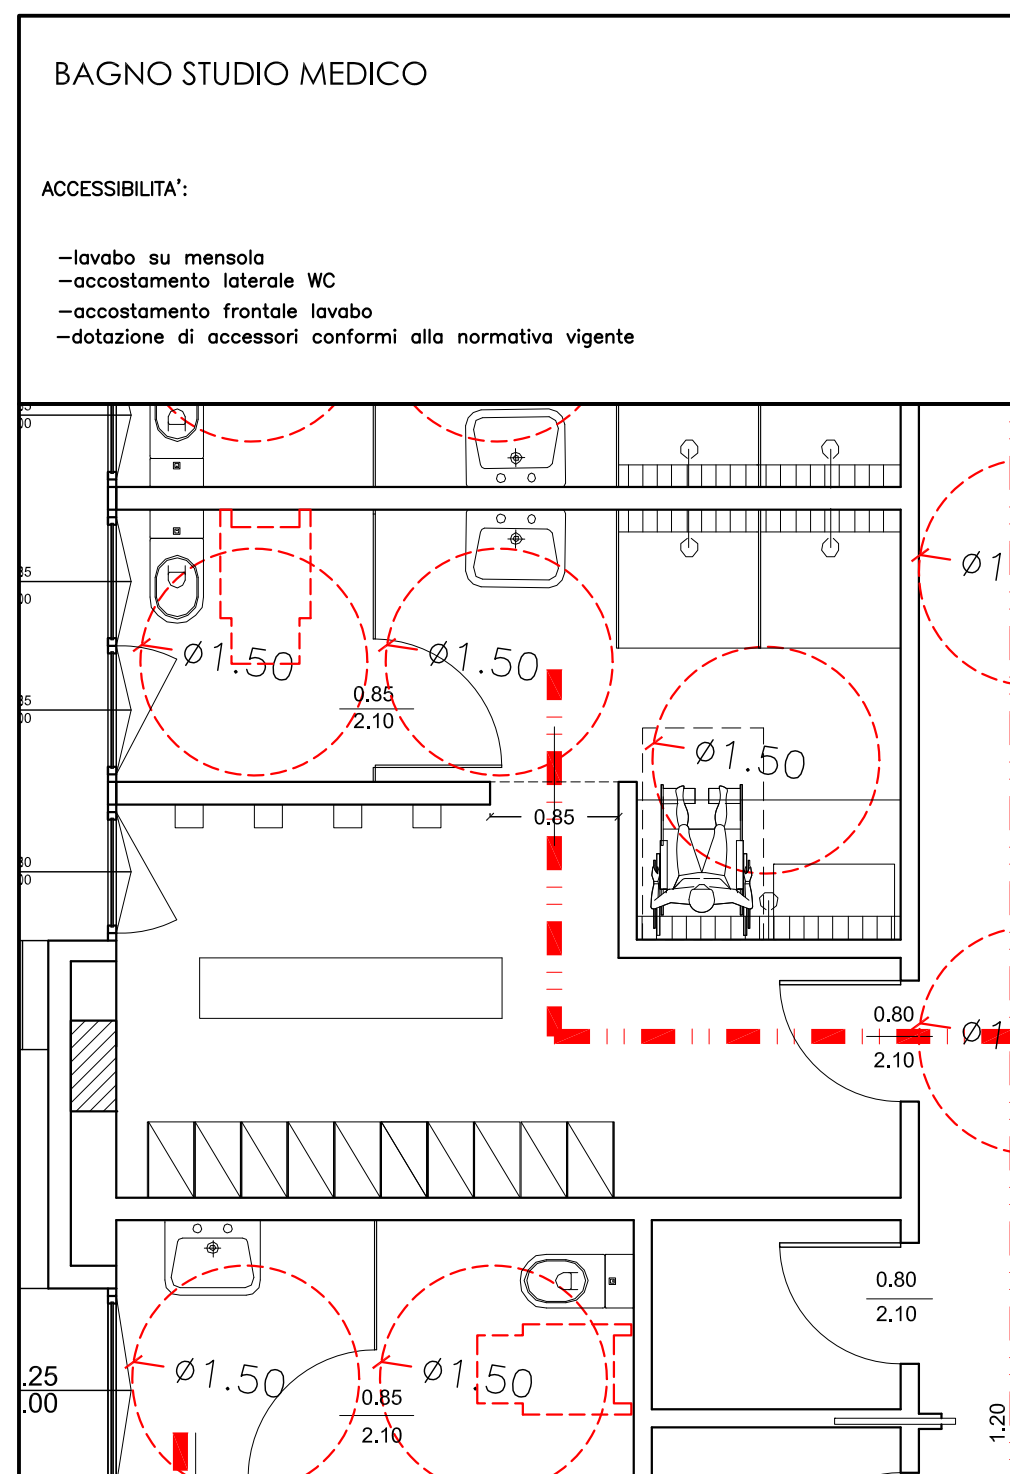 BAGNO STUDIO MEDICO
ACCESSIBILITA':
-lavabo su mensola
-accostamento laterale WC
-accostamento frontale lavabo
-dotazione di accessori conformi alla normativa vigente
Ø1
Ø1.50
Ø1.50
0.85
2.10
Ø1.50
0.85
0.80
2.10
Ø1
0.80
2.10
Ø1.50
Ø1.50
0.85
2.10
.25
.00
1.20